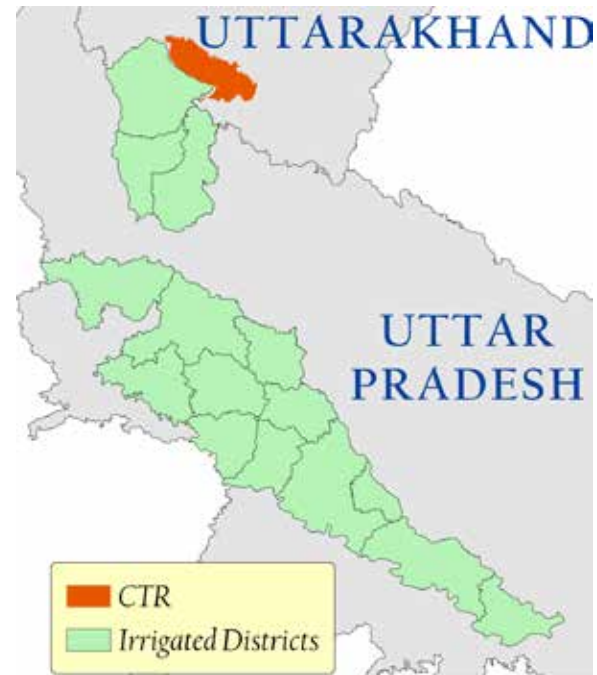 UTTARAKHAND
UTTAR
PRADESH
CTR
Irrigated Districts